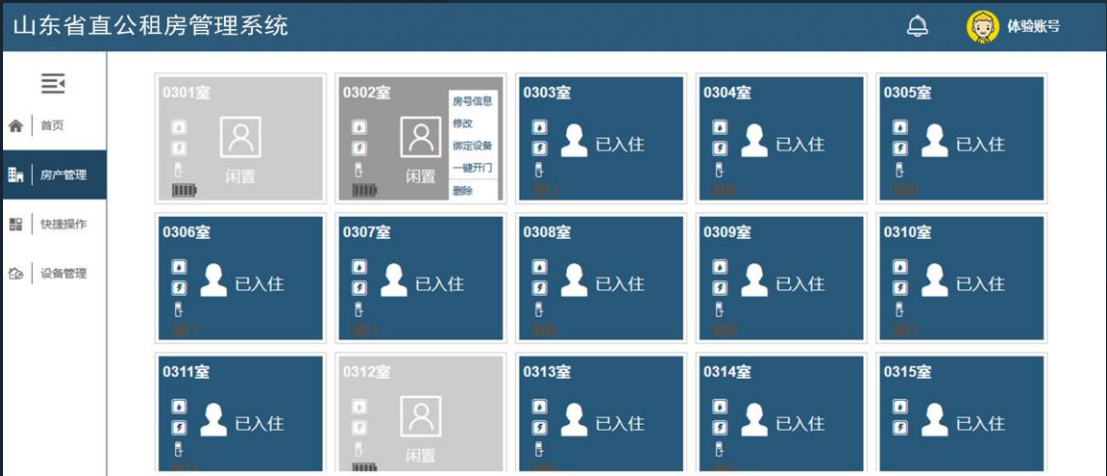 山东省直公租房管理系统
体验账号
首页
房产管理
快捷操作
设备管理
0301室
闲置
0302室
闲置
房号信息
修改
绑定设备
一键开门
删除
0303室
已入住
0304室
已入住
0305室
已入住
0306室
已入住
0307室
已入住
0308室
已入住
0309室
已入住
0310室
已入住
0311室
已入住
0312室
闲置
0313室
已入住
0314室
已入住
0315室
已入住